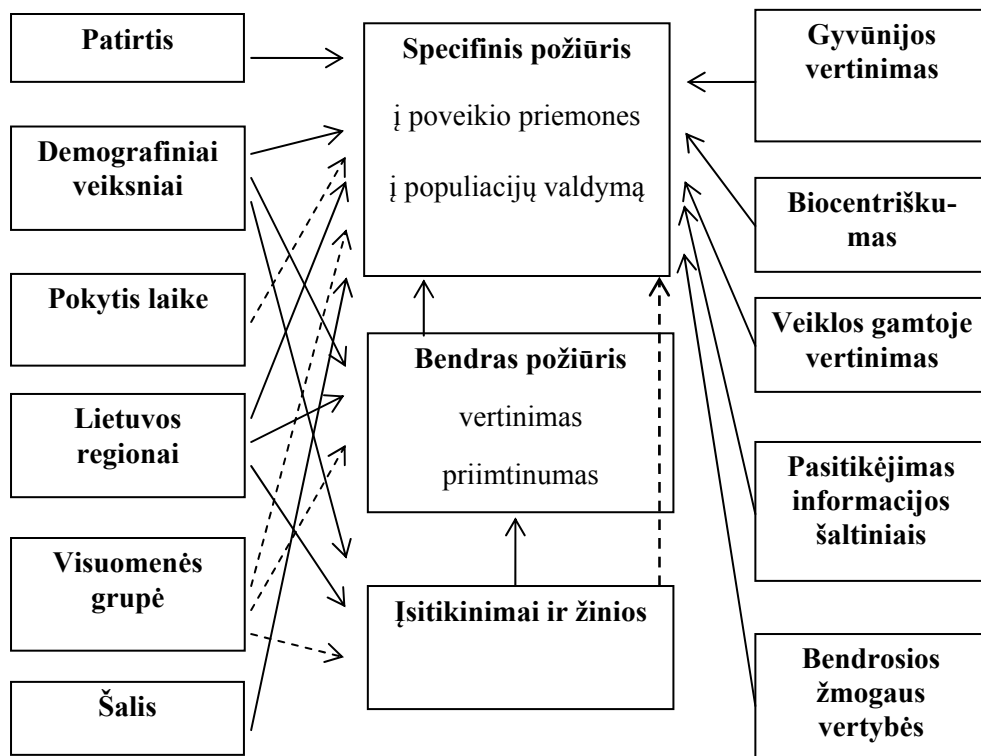 Patirtis
Demografiniai
veiksniai
Pokytis laike
Lietuvos
regionai
Visuomenės
grupė
Šalis
Specifinis požiūris
į poveikio priemones
į populiacijų valdymą
Bendras požiūris
vertinimas
priimtinumas
Įsitikinimai ir žinios
Gyvūnijos
vertinimas
Biocentrišku-
mas
Veiklos gamtoje
vertinimas
Pasitikėjimas
informacijos
šaltiniais
Bendrosios
žmogaus
vertybės